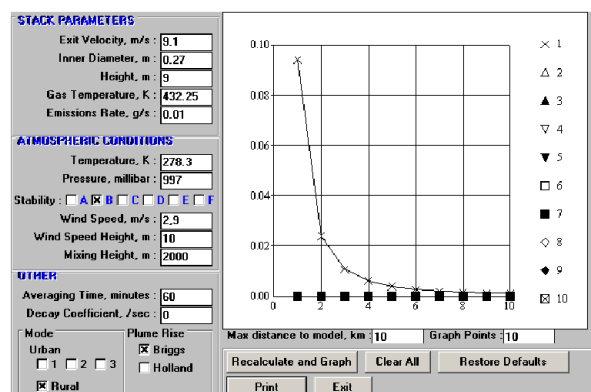 STACK PARAMETERS
Exit Velocity, m/s : 9.1
Inner Diameter, m : 0.27
Height, m : 9
Gas Temperature, K : 432.25
Emissions Rate, g/s : 0.01
ATMOSPHERIC CONDITIONS
Temperature, K : 278.3
Pressure, millibar : 997
Stability : A B C D E F
Wind Speed, m/s : 2,9
Wind Speed Height, m : 10
Mixing Height, m : 2000
OTHER
Averaging Time, minutes : 60
Decay Coefficient, /sec : 0
Mode
Urban
1 2 3
Rural
Plume Rise
Briggs
Holland
0.10
0.08
0.06
0.04
0.02
0.00
0 2 4 6 8 10
1
2
3
4
5
6
7
8
9
10
Max distance to model, km : 10 Graph Points : 10
Recalculate and Graph Clear All Restore Defaults
Print Exit